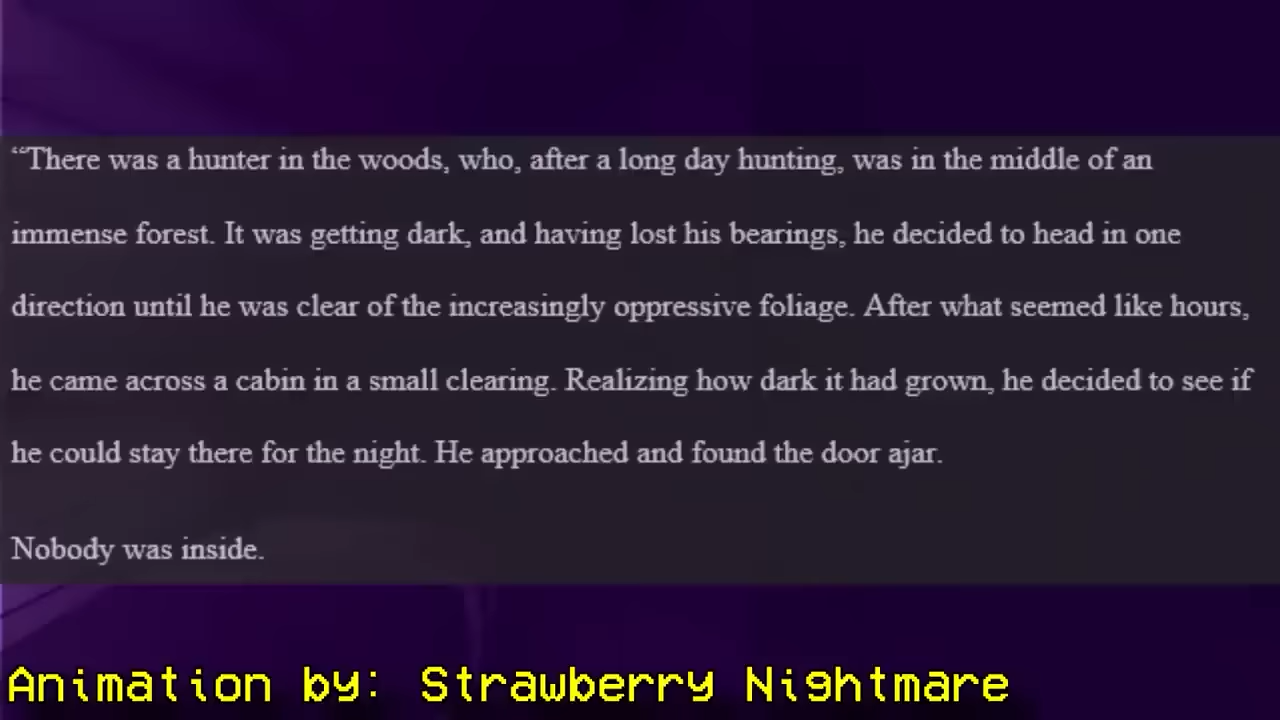 “There was a hunter in the woods, who, after a long day hunting, was in the middle of an
immense forest. It was getting dark, and having lost his bearings, he decided to head in one
direction until he was clear of the increasingly oppressive foliage. After what seemed like hours,
he came across a cabin in a small clearing. Realizing how dark it had grown, he decided to see if
he could stay there for the night. He approached and found the door ajar.
Nobody was inside.
Animation by: Strawberry Nightmare